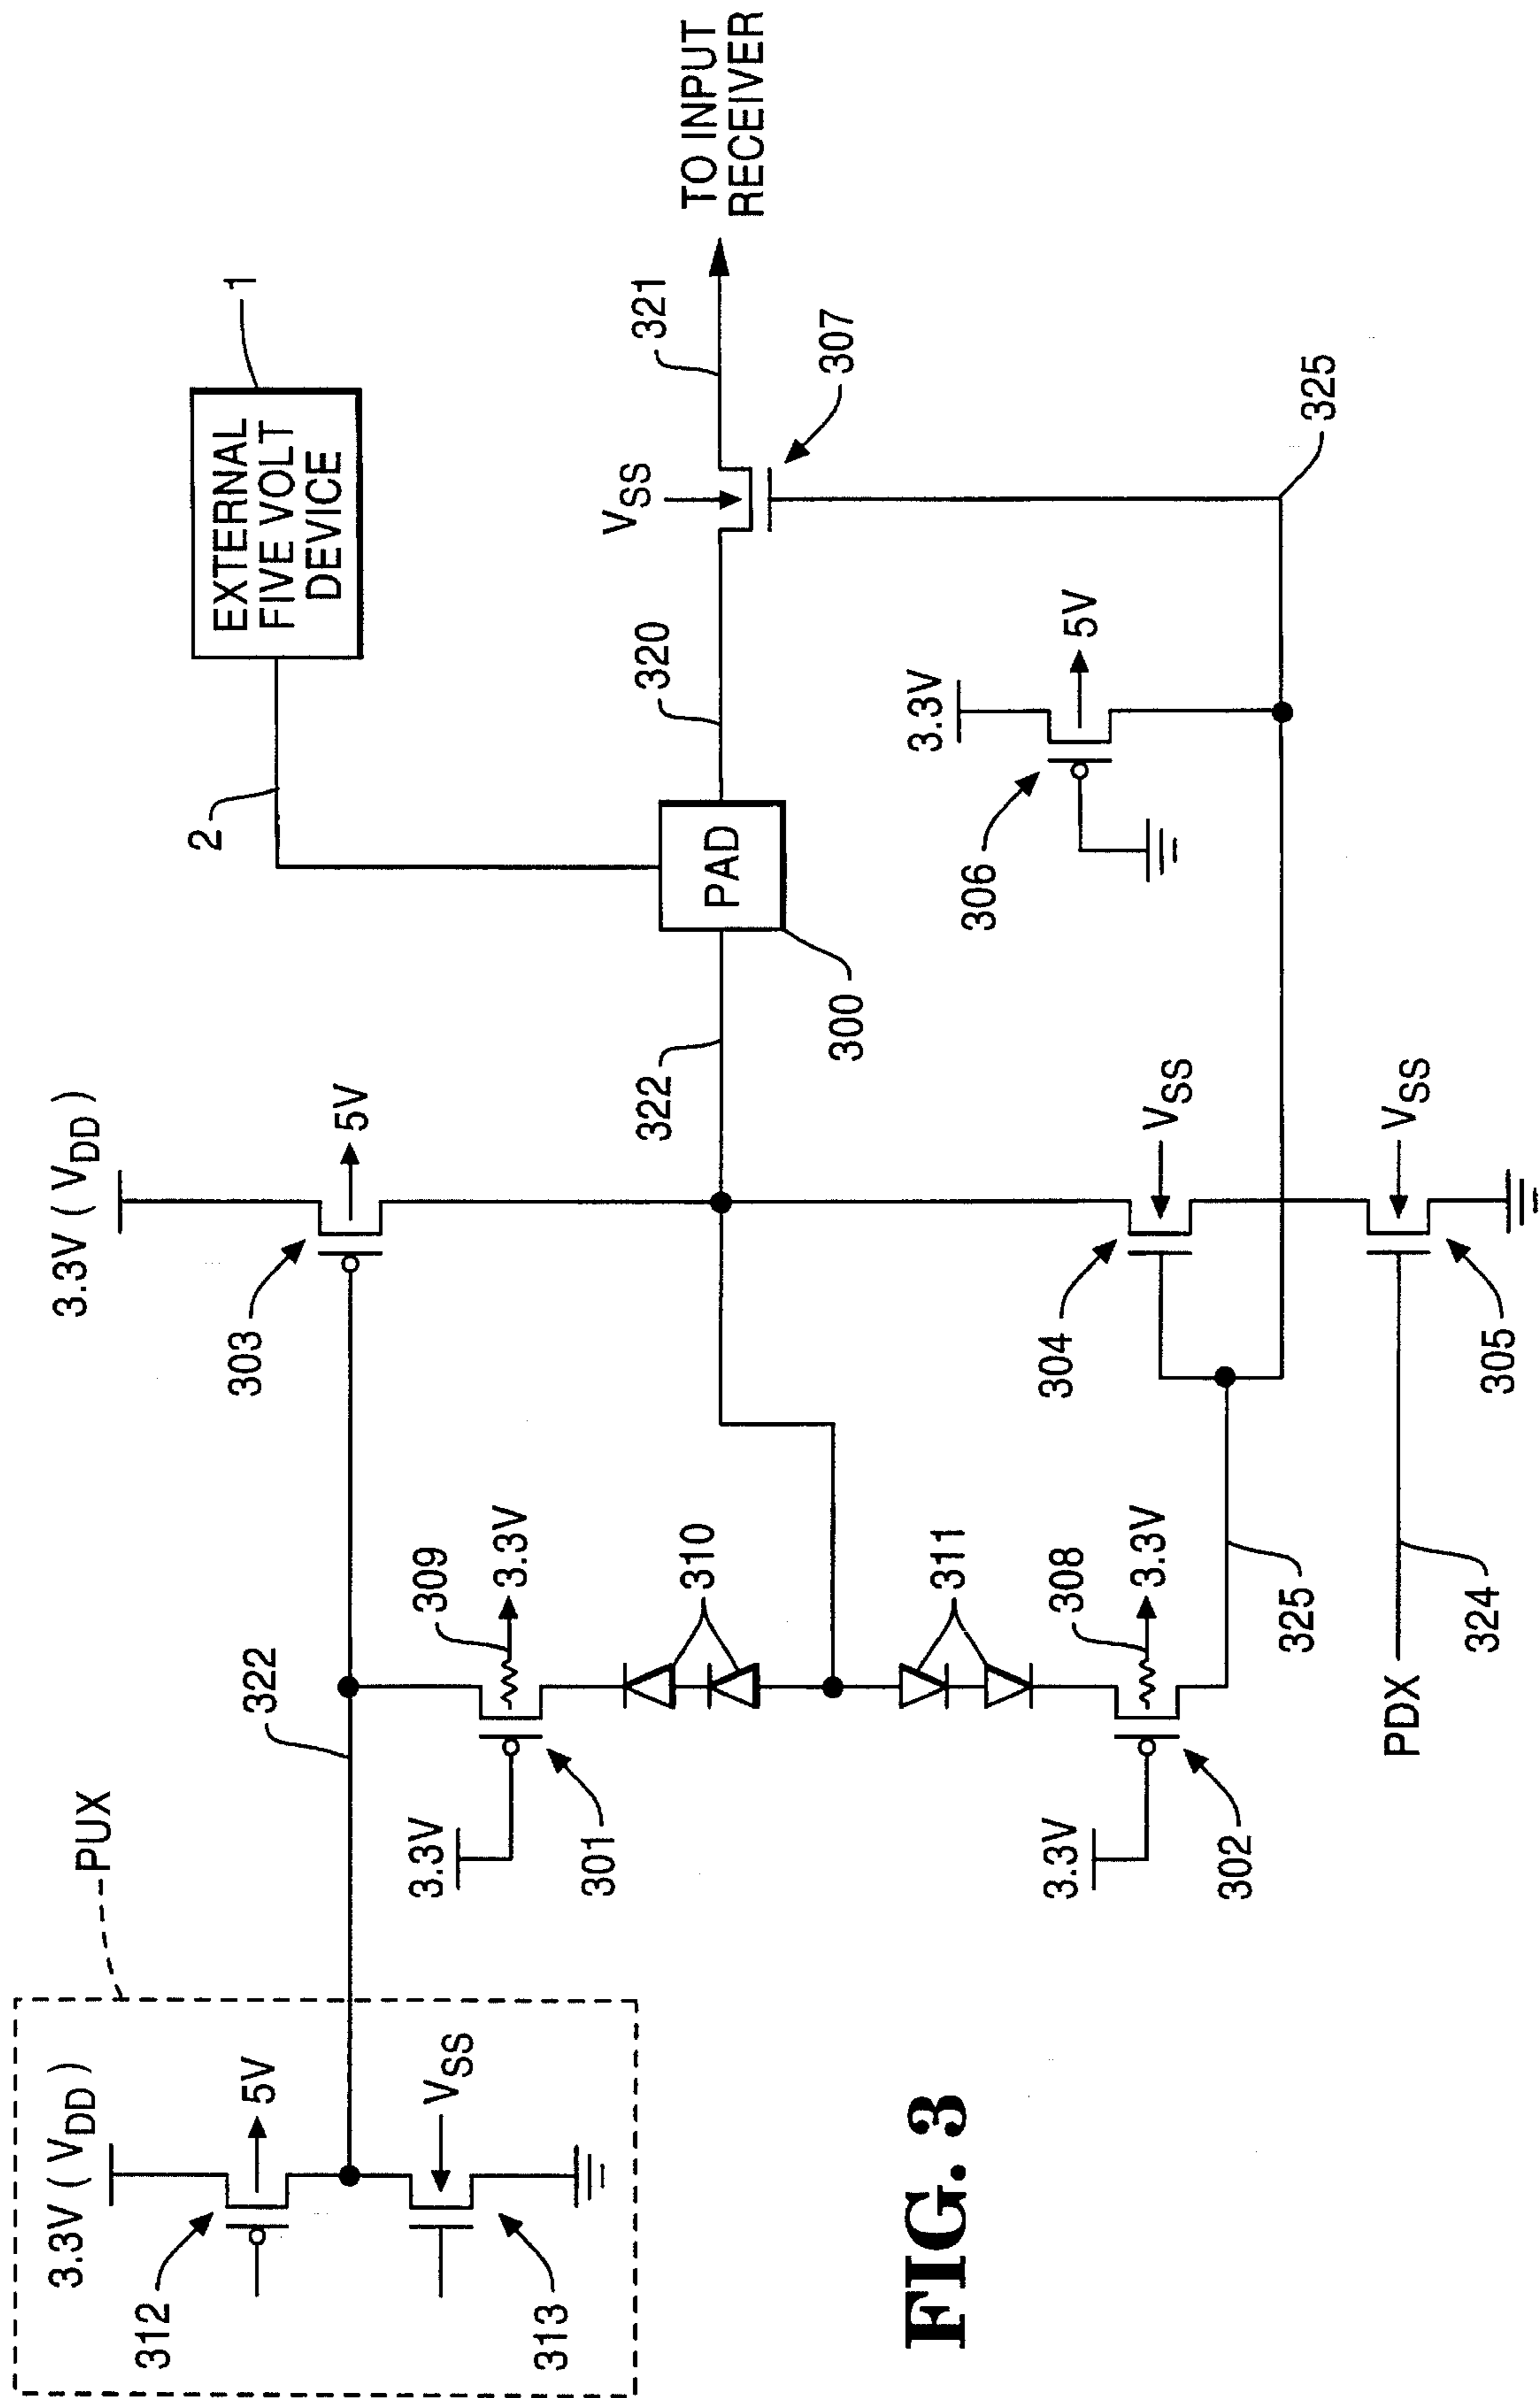 3.3V ( VDD )
312
5V
VSS
313
PUX
322
3.3V
301
309
3.3V
310
311
3.3V
302
308
3.3V
325
PDX
324
3.3V ( VDD )
303
5V
304
VSS
305
VSS
322
300
PAD
2
EXTERNAL
FIVE VOLT
DEVICE
1
320
VSS
321
307
TO INPUT
RECEIVER
3.3V
306
5V
325
FIG. 3